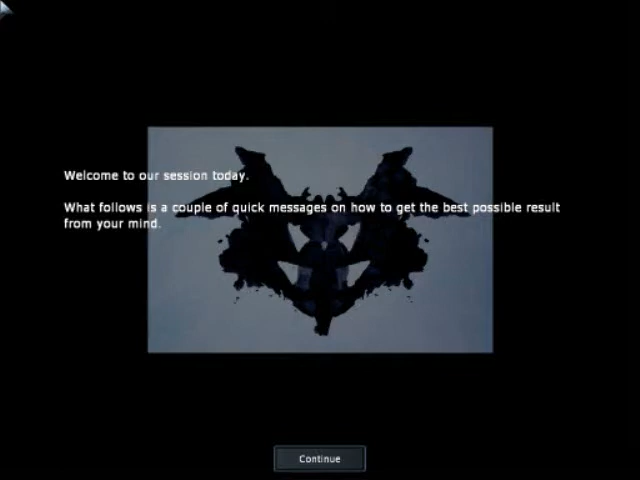 Welcome to our session today.
What follows is a couple of quick messages on how to get the best possible result
from your mind.
Continue